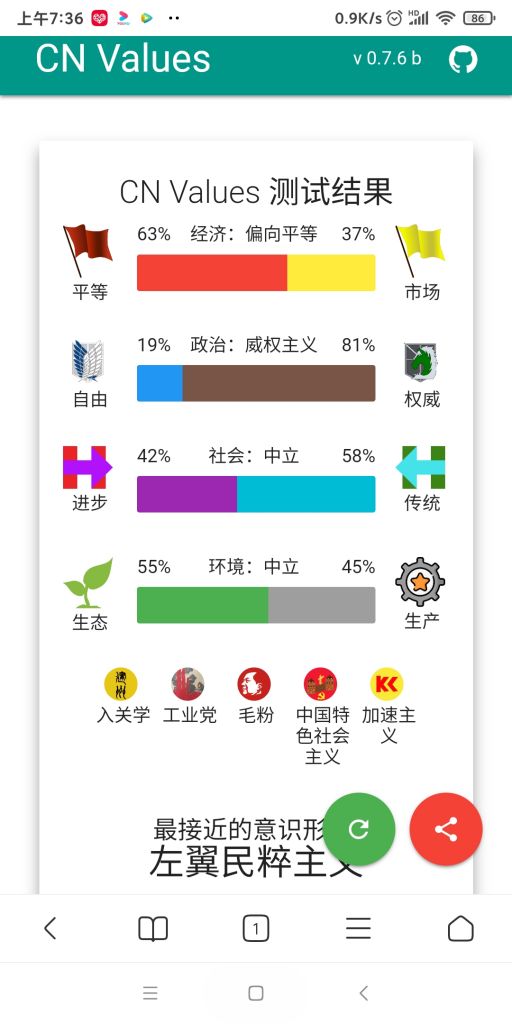 上午7:36
0.9K/s
HD
86
CN Values
v 0.7.6 b
CN Values 测试结果
63% 经济：偏向平等 37%
平等
市场
19% 政治：威权主义 81%
自由
权威
42% 社会：中立 58%
进步
传统
55% 环境：中立 45%
生态
生产
入关学
工业党
毛粉
中国特
色社会
主义
加速主
义
最接近的意识形
左翼民粹主义
1